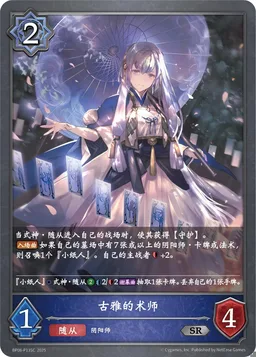 2
当式神·随从进入自己的战场时,使其获得【守护】。
入场曲 如果自己的墓场中有7张或以上的阴阳师·卡牌或法术,
则召唤1个『小纸人』。自己的主战者 +2。
『小纸人』:式神·随从 2/2 抽取1张卡牌。丢弃自己的1张手牌。
古雅的术师
1
随从 阴阳师
SR
4